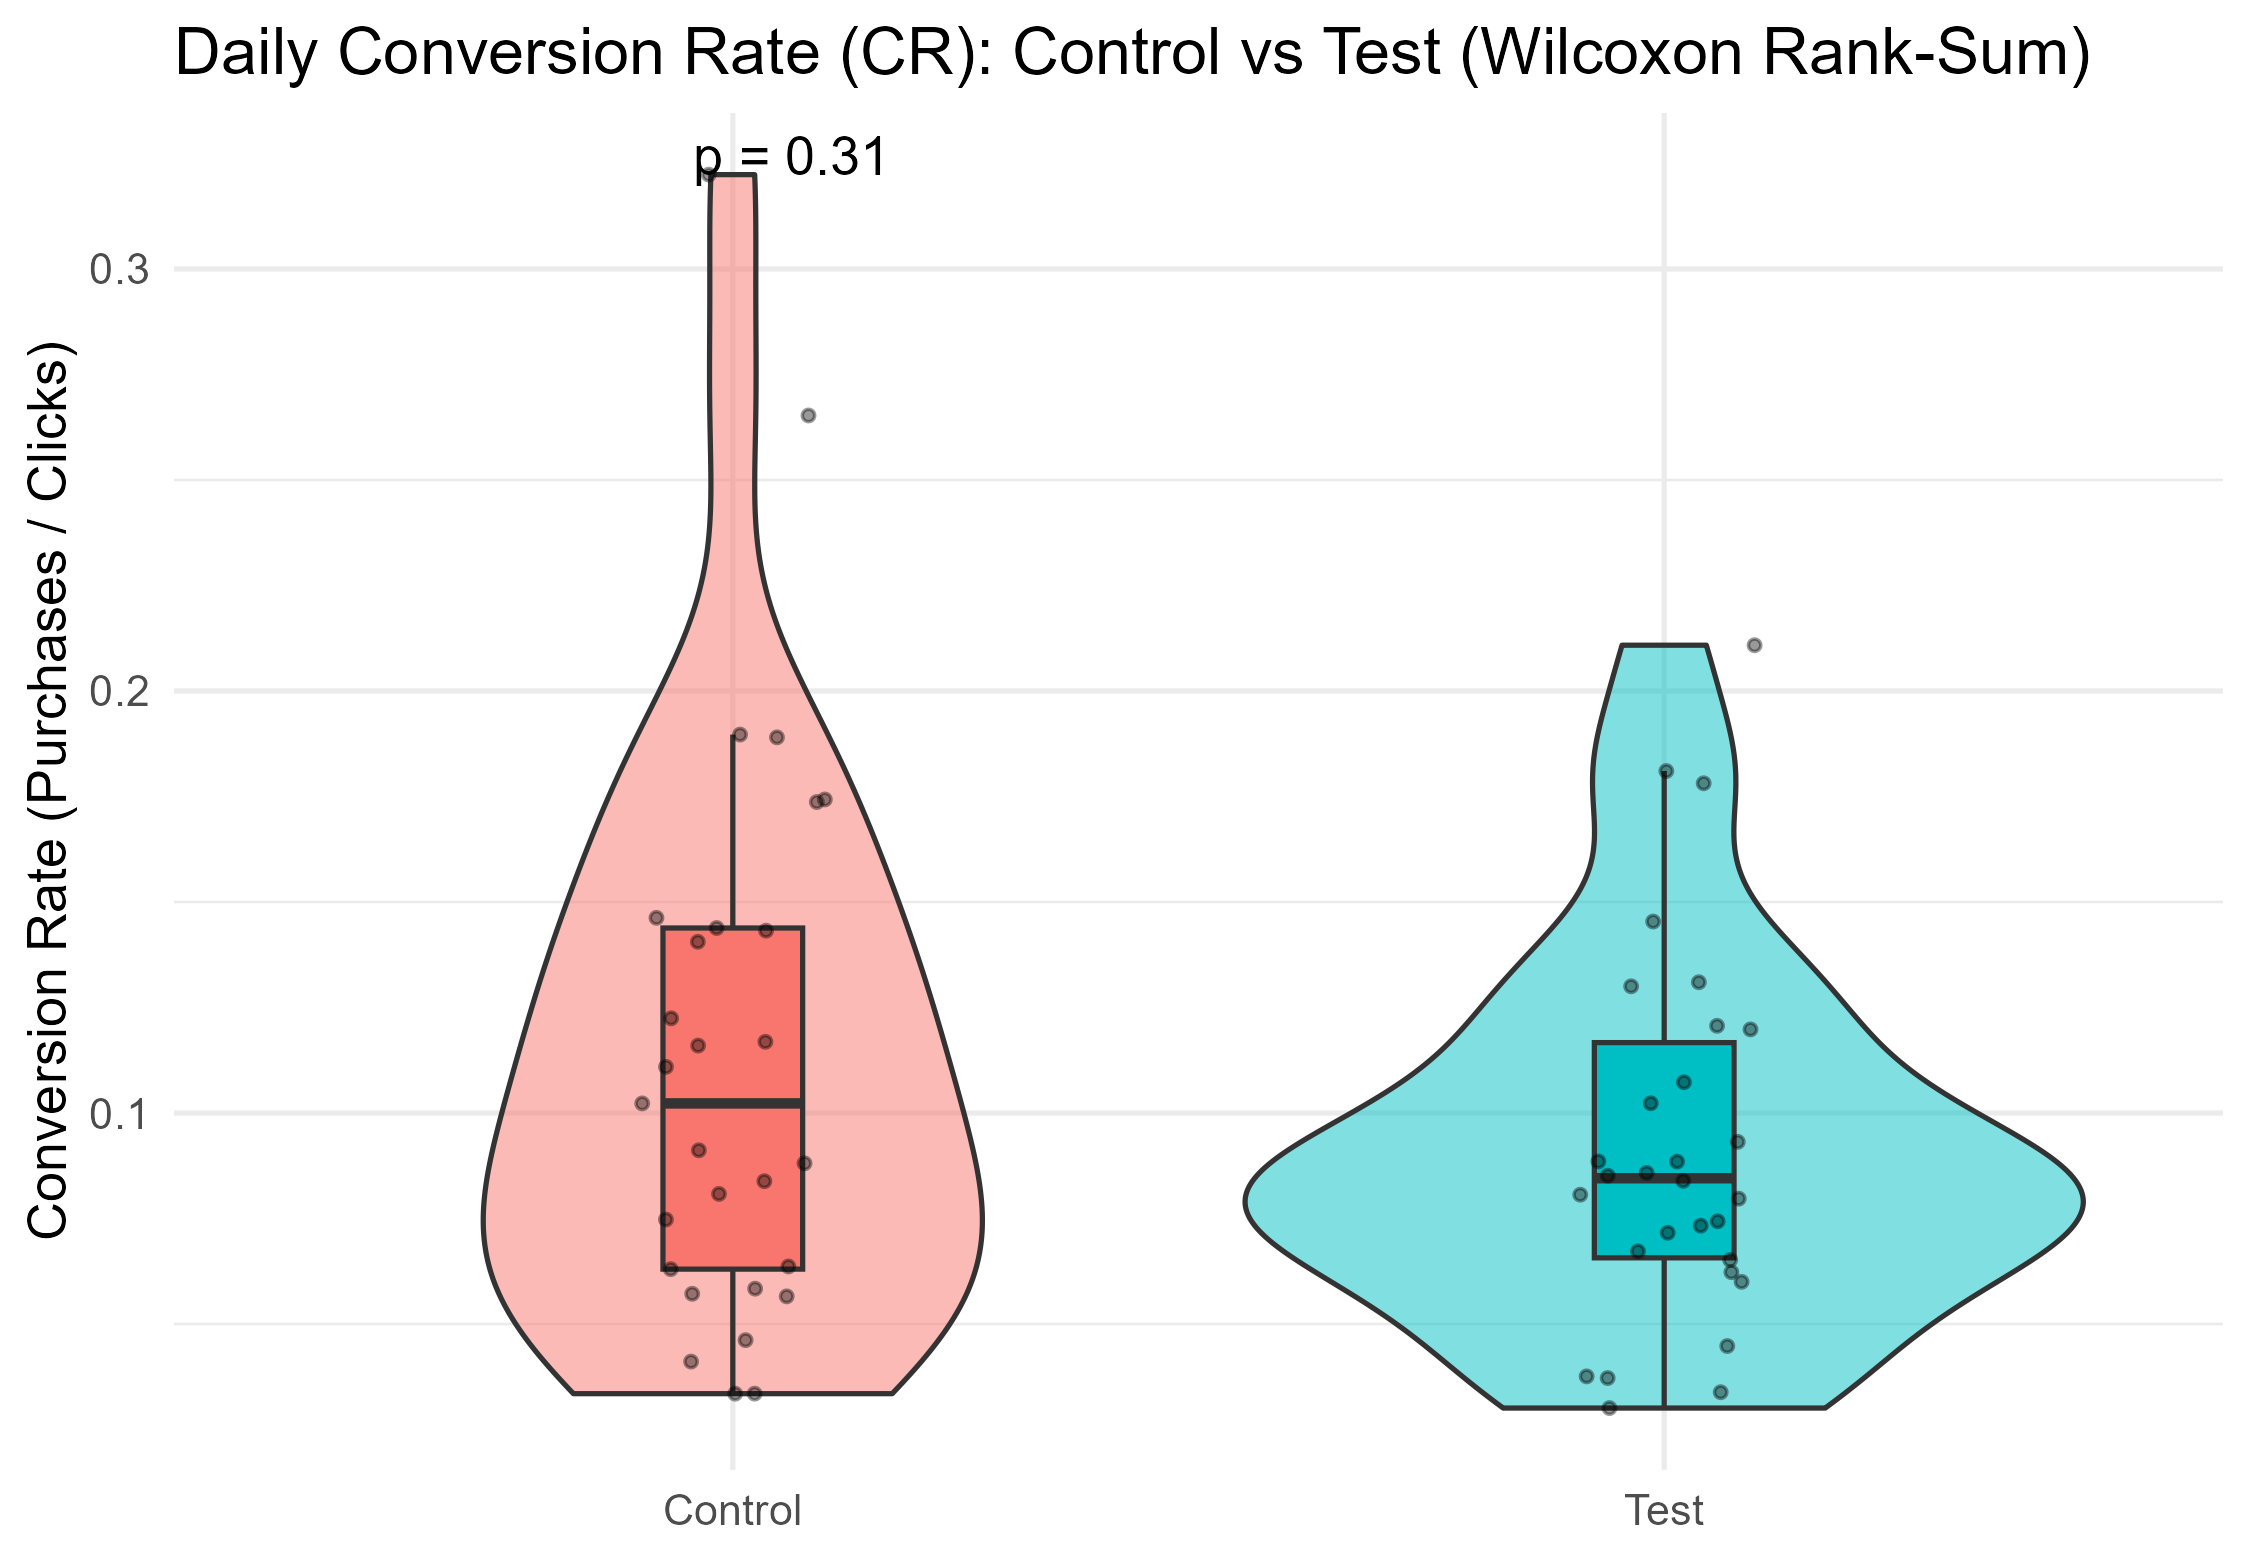 Daily Conversion Rate (CR): Control vs Test (Wilcoxon Rank-Sum)
p = 0.31
Conversion Rate (Purchases / Clicks)
0.3
0.2
0.1
Control
Test